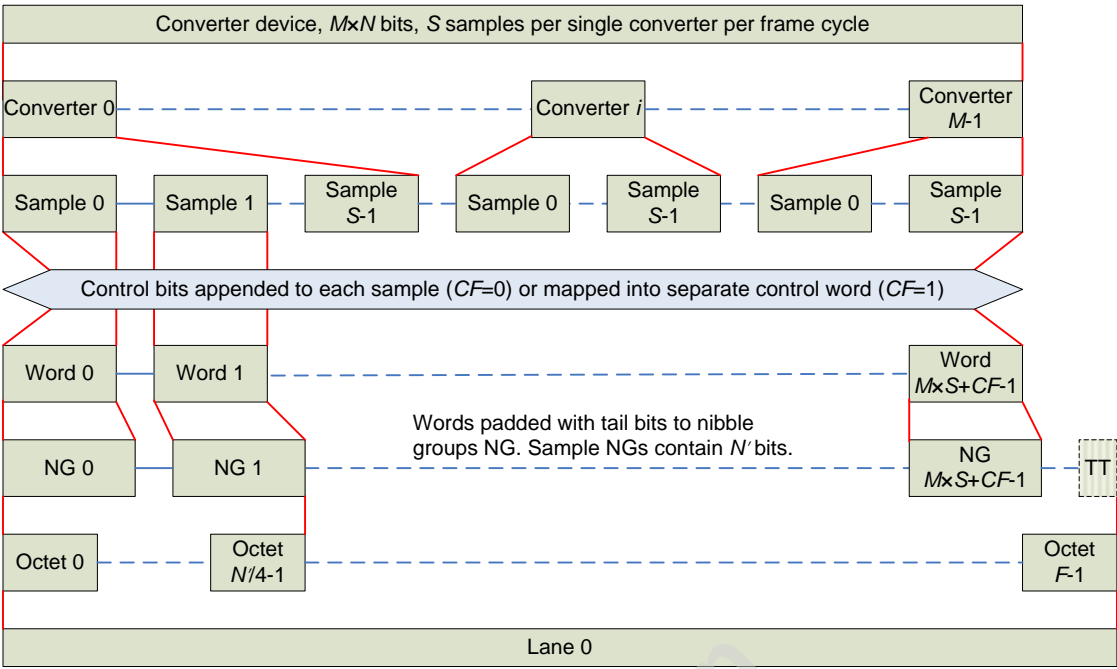 Converter device, M×N bits, S samples per single converter per frame cycle
Converter 0
Converter i
Converter
M-1
Sample 0
Sample 1
Sample
S-1
Sample 0
Sample
S-1
Sample 0
Sample
S-1
Control bits appended to each sample (CF=0) or mapped into separate control word (CF=1)
Word 0
Word 1
Word
M×S+CF-1
Words padded with tail bits to nibble
groups NG. Sample NGs contain N' bits.
NG 0
NG 1
NG
M×S+CF-1
TT
Octet 0
Octet
N'/4-1
Octet
F-1
Lane 0